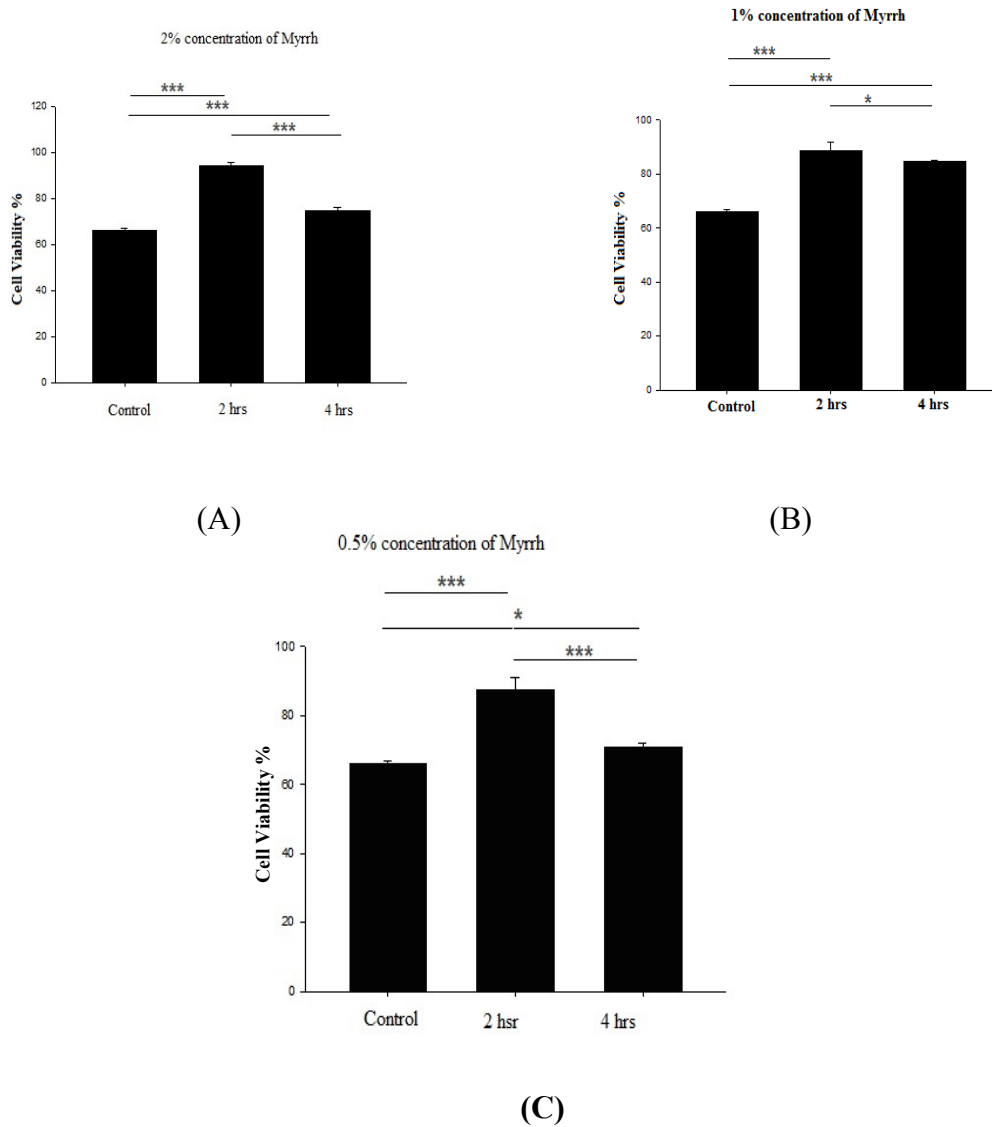 2% concentration of Myrrh
***
***
***
120
100
80
60
40
20
0
Cell Viability %
Control 2 hrs 4 hrs
(A)
1% concentration of Myrrh
***
***
*
100
80
60
40
20
0
Cell Viability %
Control 2 hrs 4 hrs
(B)
0.5% concentration of Myrrh
***
*
***
100
80
60
40
20
0
Cell Viability %
Control 2 hsr 4 hrs
(C)